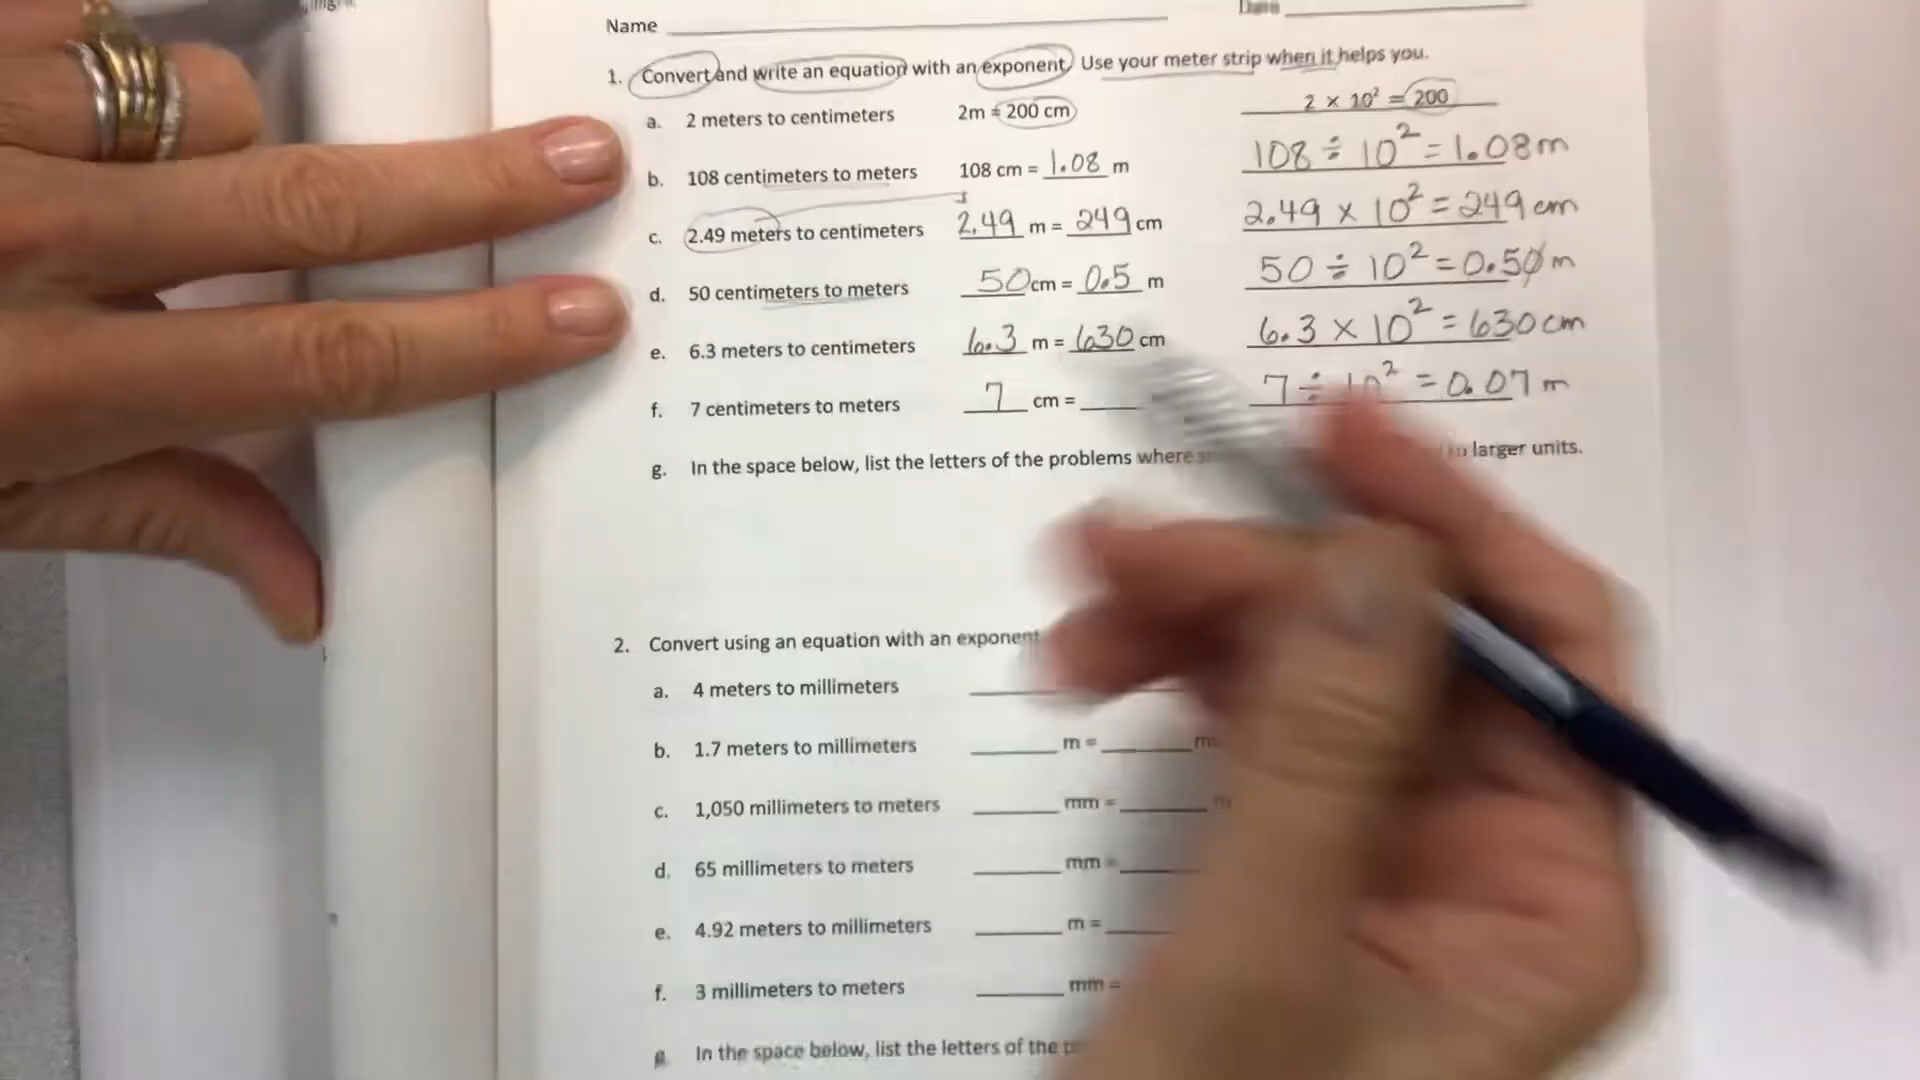 Name
1. Convert and write an equation with an exponent. Use your meter strip when it helps you.
a. 2 meters to centimeters 2m = 200 cm 2 × 10² = 200
b. 108 centimeters to meters 108 cm = 1.08 m 108 ÷ 10² = 1.08 m
c. 2.49 meters to centimeters 2.49 m = 249 cm 2.49 × 10² = 249 cm
d. 50 centimeters to meters 50 cm = 0.5 m 50 ÷ 10² = 0.50 m
e. 6.3 meters to centimeters 6.3 m = 630 cm 6.3 × 10² = 630 cm
f. 7 centimeters to meters 7 cm = 7 ÷ 10² = 0.07 m
g. In the space below, list the letters of the problems where larger units.
2. Convert using an equation with an exponent
a. 4 meters to millimeters
b. 1.7 meters to millimeters m =
c. 1,050 millimeters to meters mm =
d. 65 millimeters to meters mm =
e. 4.92 meters to millimeters m =
f. 3 millimeters to meters mm =
g. In the space below, list the letters of the